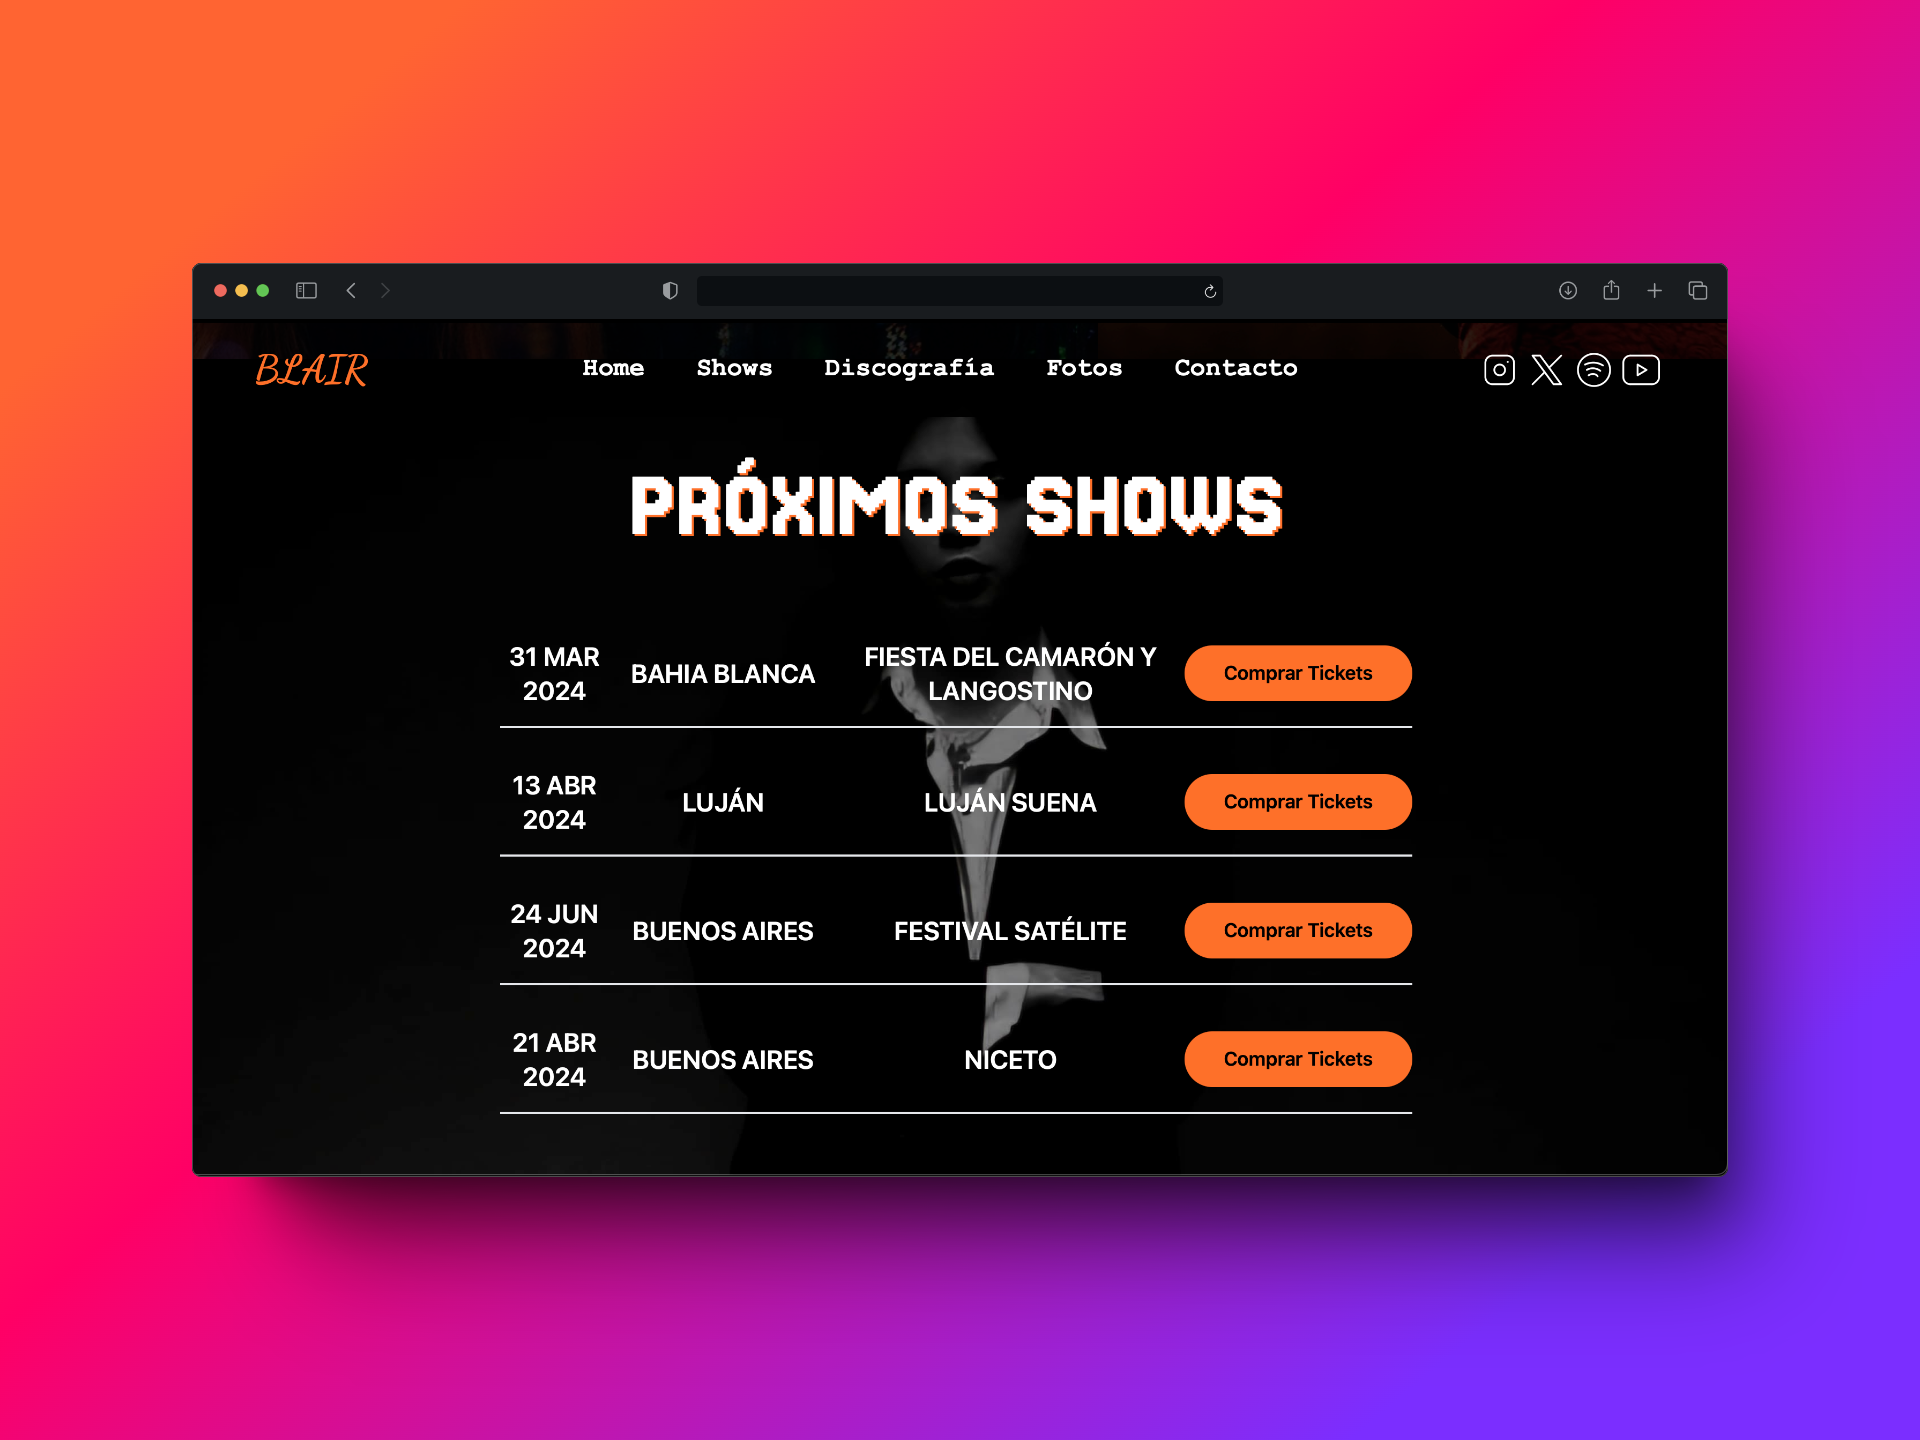 BLAIR
Home Shows Discografía Fotos Contacto
PRÓXIMOS SHOWS
31 MAR
2024
BAHIA BLANCA
FIESTA DEL CAMARÓN Y
LANGOSTINO
Comprar Tickets
13 ABR
2024
LUJÁN
LUJÁN SUENA
Comprar Tickets
24 JUN
2024
BUENOS AIRES
FESTIVAL SATÉLITE
Comprar Tickets
21 ABR
2024
BUENOS AIRES
NICETO
Comprar Tickets